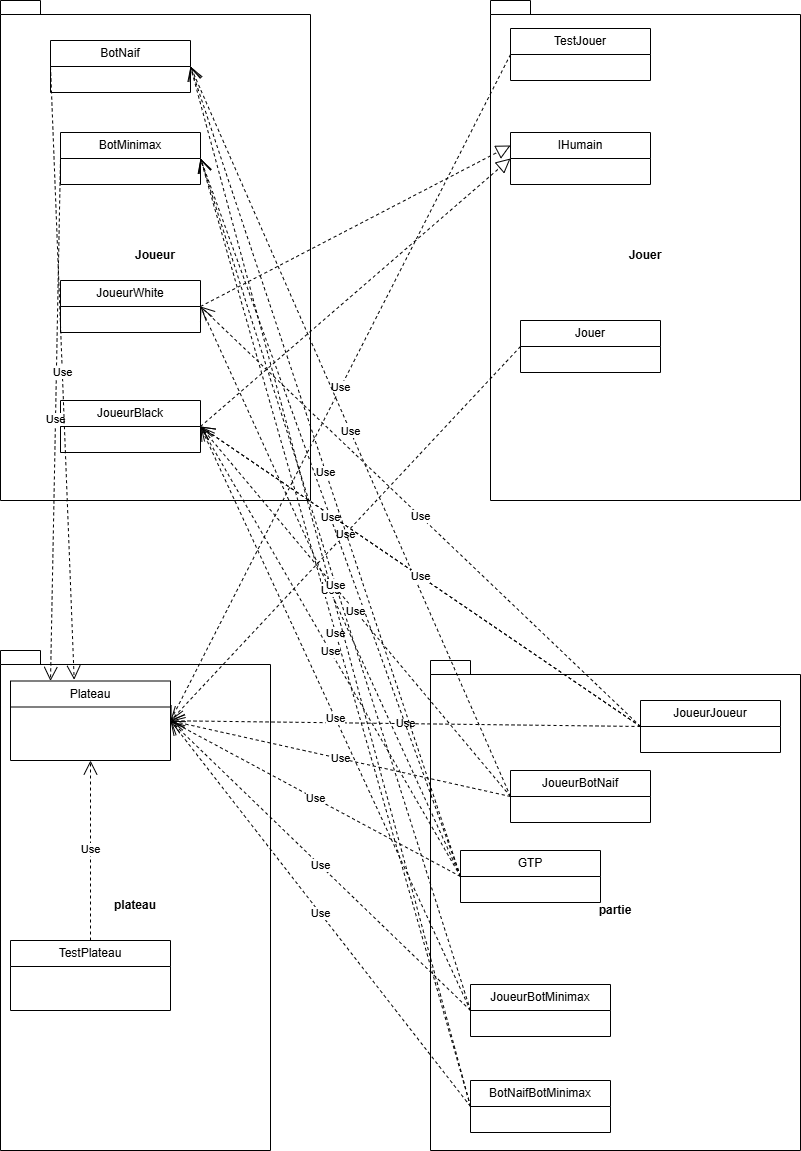 BotNaif
BotMinimax
Joueur
JoueurWhite
JoueurBlack
TestJouer
IHumain
Jouer
Jouer
Use
Use
Use
Use
Use
Use
Use
Use
Use
Use
Use
Use
Use
Use
Plateau
Use
Use
Use
Use
Use
Use
Use
plateau
TestPlateau
JoueurJoueur
JoueurBotNaif
GTP
partie
JoueurBotMinimax
BotNaifBotMinimax